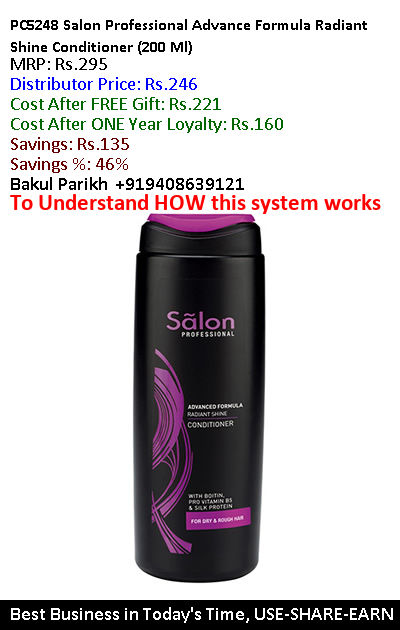 PC5248 Salon Professional Advance Formula Radiant
Shine Conditioner (200 Ml)
MRP: Rs.295
Distributor Price: Rs.246
Cost After FREE Gift: Rs.221
Cost After ONE Year Loyalty: Rs.160
Savings: Rs.135
Savings %: 46%
Bakul Parikh +919408639121
To Understand HOW this system works
Sãlon
PROFESSIONAL
ADVANCED FORMULA
RADIANT SHINE
CONDITIONER
WITH BOITIN,
PRO VITAMIN B5
& SILK PROTEIN
FOR DRY & ROUGH HAIR
Best Business in Today's Time, USE-SHARE-EARN